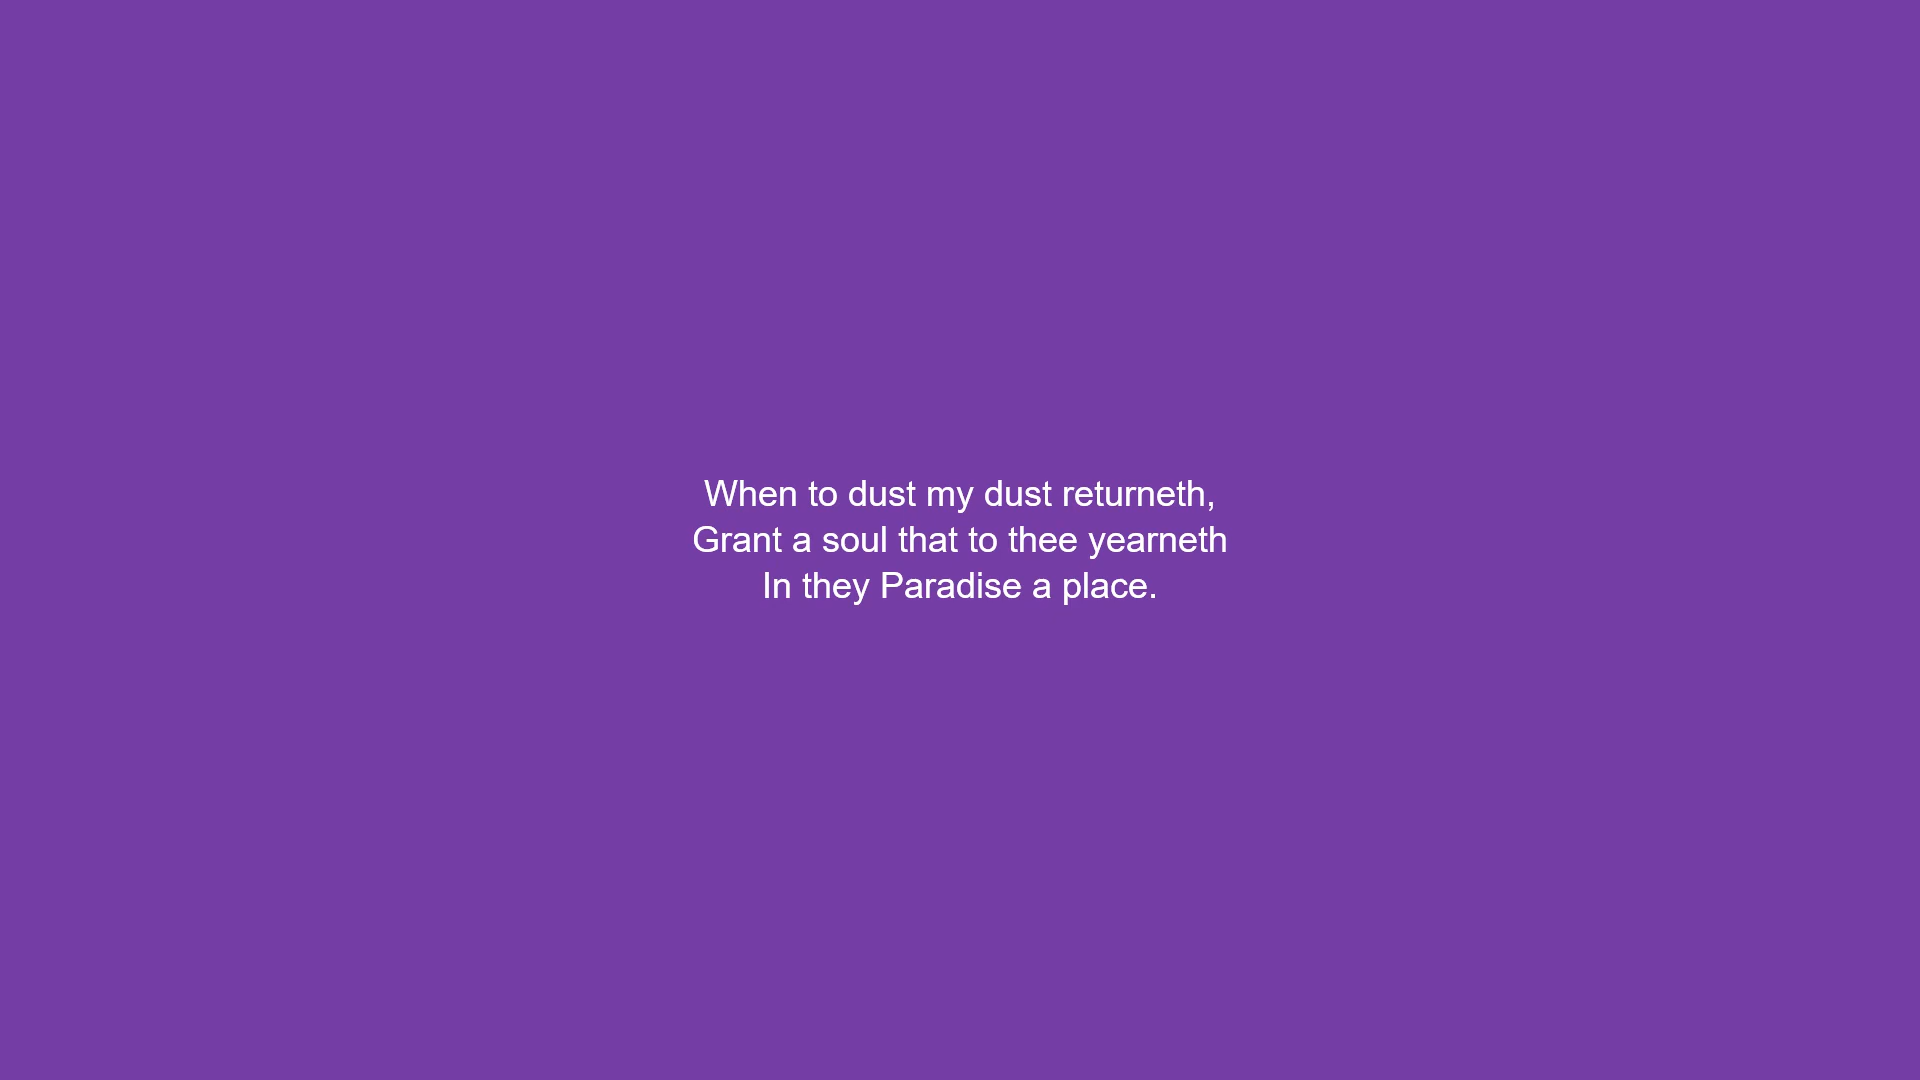 When to dust my dust returneth,
Grant a soul that to thee yearneth
In they Paradise a place.